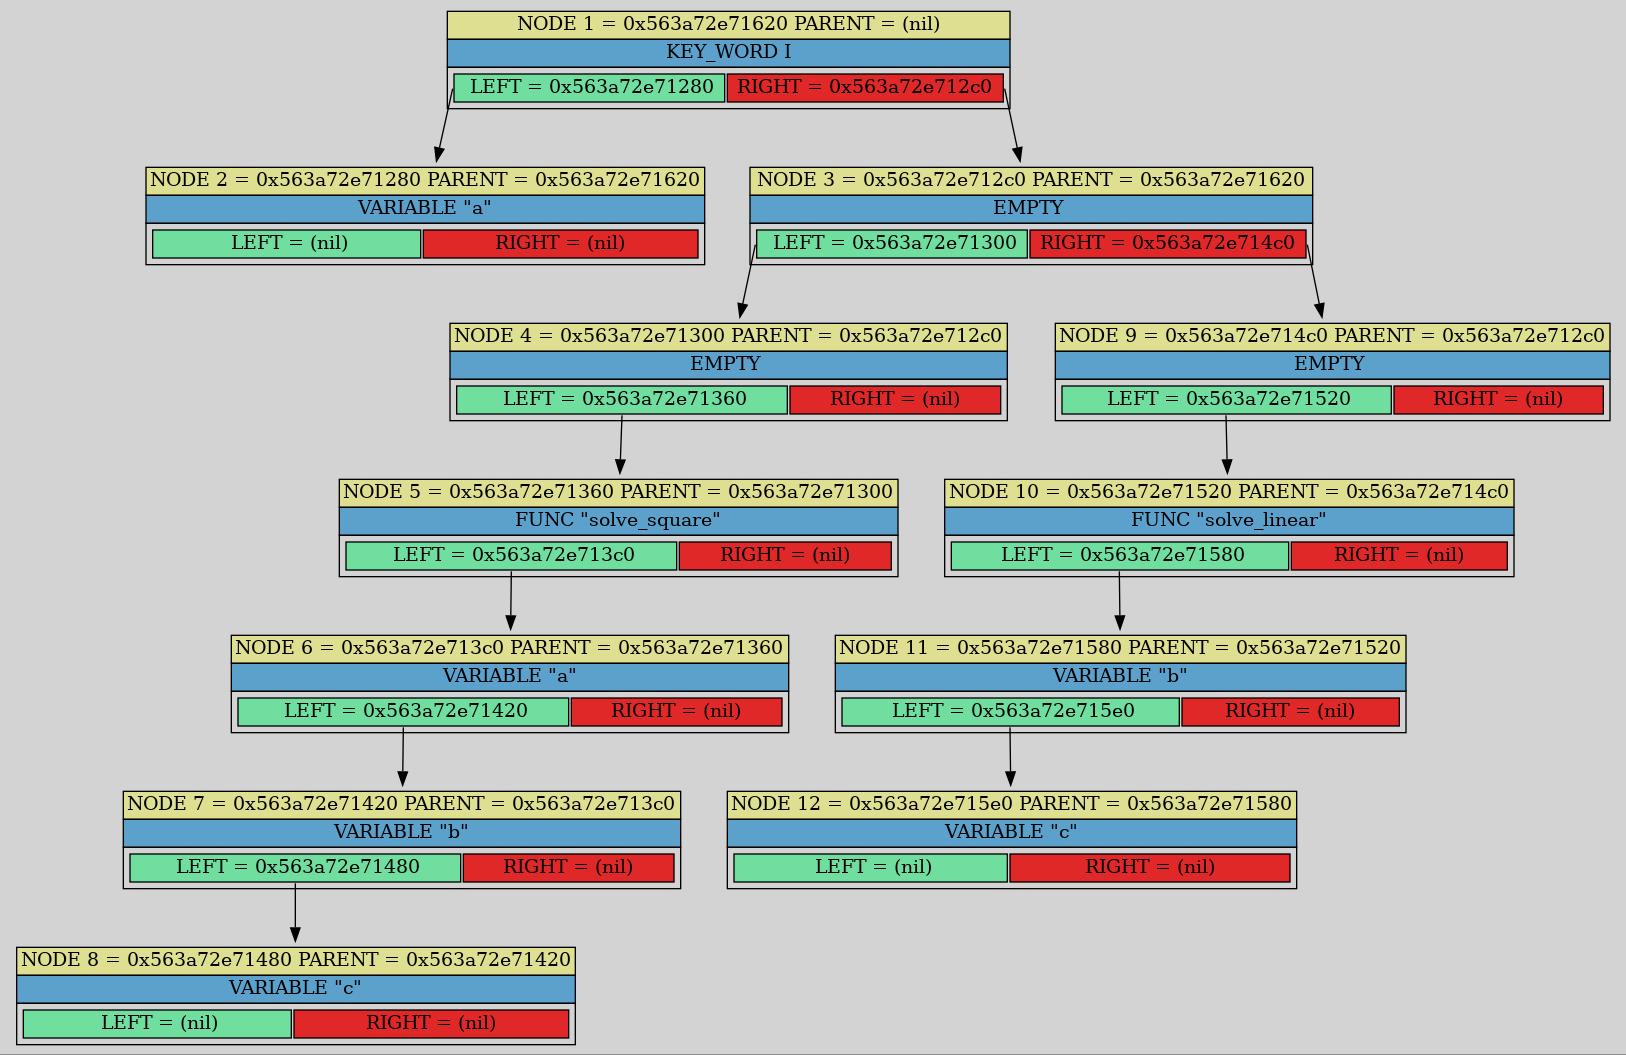 NODE 1 = 0x563a72e71620 PARENT = (nil)
KEY_WORD I
LEFT = 0x563a72e71280 RIGHT = 0x563a72e712c0
NODE 2 = 0x563a72e71280 PARENT = 0x563a72e71620
VARIABLE "a"
LEFT = (nil) RIGHT = (nil)
NODE 3 = 0x563a72e712c0 PARENT = 0x563a72e71620
EMPTY
LEFT = 0x563a72e71300 RIGHT = 0x563a72e714c0
NODE 4 = 0x563a72e71300 PARENT = 0x563a72e712c0
EMPTY
LEFT = 0x563a72e71360 RIGHT = (nil)
NODE 9 = 0x563a72e714c0 PARENT = 0x563a72e712c0
EMPTY
LEFT = 0x563a72e71520 RIGHT = (nil)
NODE 5 = 0x563a72e71360 PARENT = 0x563a72e71300
FUNC "solve_square"
LEFT = 0x563a72e713c0 RIGHT = (nil)
NODE 10 = 0x563a72e71520 PARENT = 0x563a72e714c0
FUNC "solve_linear"
LEFT = 0x563a72e71580 RIGHT = (nil)
NODE 6 = 0x563a72e713c0 PARENT = 0x563a72e71360
VARIABLE "a"
LEFT = 0x563a72e71420 RIGHT = (nil)
NODE 11 = 0x563a72e71580 PARENT = 0x563a72e71520
VARIABLE "b"
LEFT = 0x563a72e715e0 RIGHT = (nil)
NODE 7 = 0x563a72e71420 PARENT = 0x563a72e713c0
VARIABLE "b"
LEFT = 0x563a72e71480 RIGHT = (nil)
NODE 12 = 0x563a72e715e0 PARENT = 0x563a72e71580
VARIABLE "c"
LEFT = (nil) RIGHT = (nil)
NODE 8 = 0x563a72e71480 PARENT = 0x563a72e71420
VARIABLE "c"
LEFT = (nil) RIGHT = (nil)